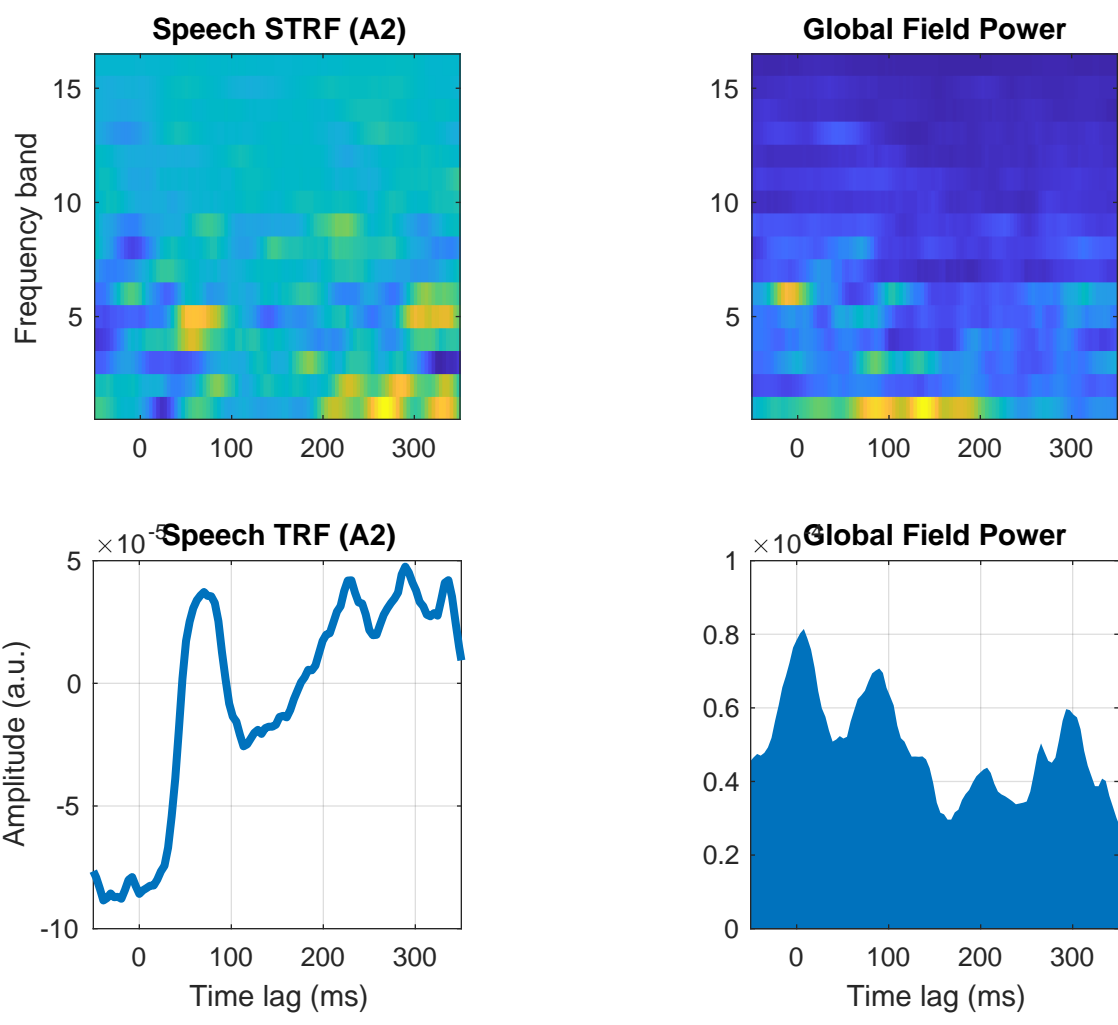 Speech STRF (A2)
Frequency band
15
10
5
0 100 200 300
Global Field Power
15
10
5
0 100 200 300
Speech TRF (A2)
×10-5
Amplitude (a.u.)
5
0
-5
-10
0 100 200 300
Time lag (ms)
Global Field Power
×10-4
1
0.8
0.6
0.4
0.2
0
0 100 200 300
Time lag (ms)